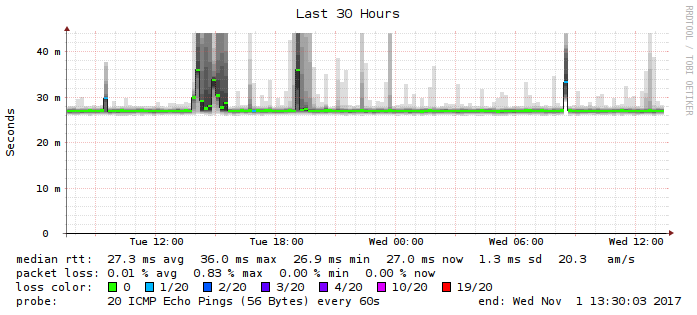 Last 30 Hours
RRDTOOL / TOBI OETIKER
Seconds
40 m
30 m
20 m
10 m
0
Tue 12:00 Tue 18:00 Wed 00:00 Wed 06:00 Wed 12:00
median rtt: 27.3 ms avg 36.0 ms max 26.9 ms min 27.0 ms now 1.3 ms sd 20.3 am/s
packet loss: 0.01 % avg 0.83 % max 0.00 % min 0.00 % now
loss color: 0 1/20 2/20 3/20 4/20 10/20 19/20
probe: 20 ICMP Echo Pings (56 Bytes) every 60s end: Wed Nov 1 13:30:03 2017